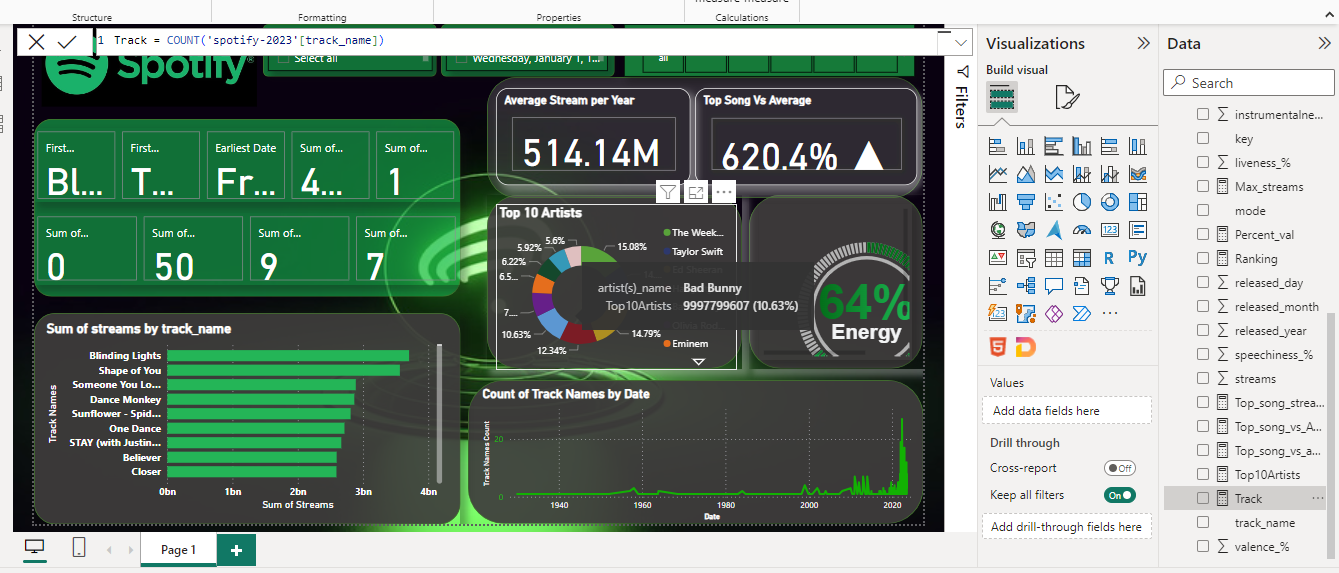 measure measure
Structure
Formatting
Properties
Calculations
1 Track = COUNT('spotify-2023'[track_name])
Spotify®
Select all
Wednesday, January 1, 1...
all
Average Stream per Year
514.14M
Top Song Vs Average
620.4%
First...
Bl...
First...
T...
Earliest Date
Fr...
Sum of...
4...
Sum of...
1
Sum of...
0
Sum of...
50
Sum of...
9
Sum of...
7
Top 10 Artists
5.6%
5.92%
6.22%
6.5...
7....
10.63%
12.34%
14.79%
15.08%
The Week...
Taylor Swift
Ed Sheeran
Eminem
artist(s)_name Bad Bunny
Top10Artists 9997799607 (10.63%)
64%
Energy
Sum of streams by track_name
Track Names
Blinding Lights
Shape of You
Someone You Lo...
Dance Monkey
Sunflower - Spid...
One Dance
STAY (with Justin...
Believer
Closer
0bn 1bn 2bn 3bn 4bn
Sum of Streams
Count of Track Names by Date
Track Names Count
20
0
1940 1960 1980 2000 2020
Date
Page 1
Filters
Visualizations
Build visual
123
R
Py
123
Values
Add data fields here
Drill through
Cross-report
Off
Keep all filters
On
Add drill-through fields here
Data
Search
instrumentalne...
key
liveness_%
Max_streams
mode
Percent_val
Ranking
released_day
released_month
released_year
speechiness_%
streams
Top_song_strea...
Top_song_vs_A...
Top_song_vs_a...
Top10Artists
Track
track_name
valence_%